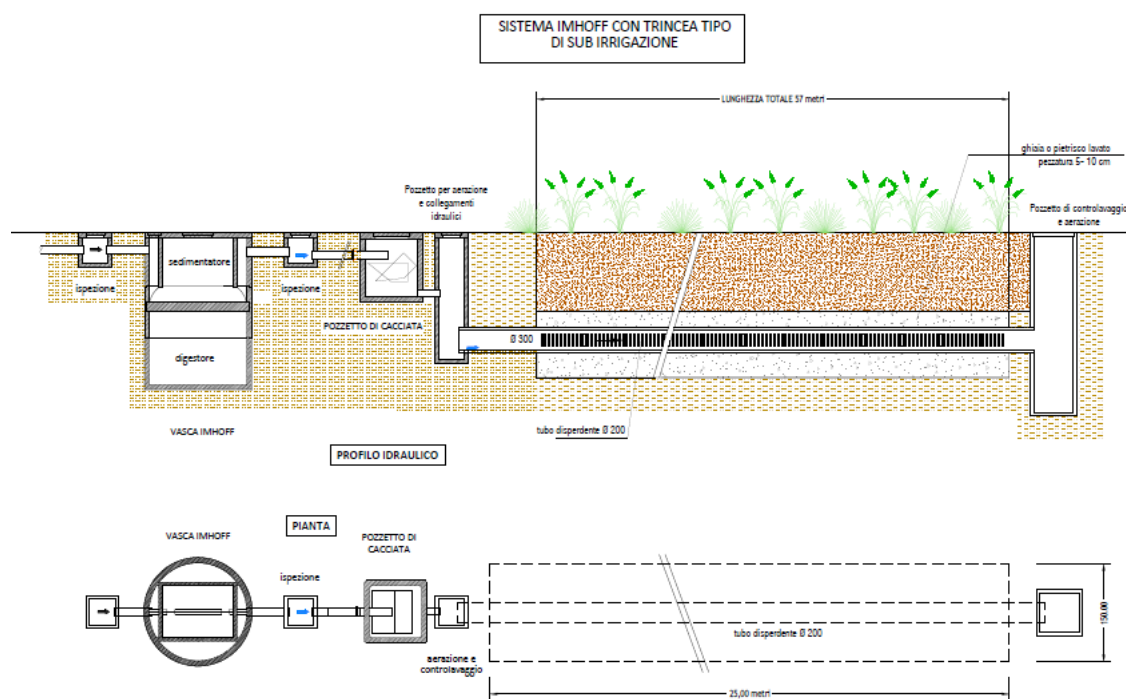 SISTEMA IMHOFF CON TRINCEA TIPO
DI SUB IRRIGAZIONE
LUNGHEZZA TOTALE 57 metri
ghiaia o pietrisco lavato
pezzatura 5- 10 cm
Pozzetto per aerazione
e collegamenti
idraulici
Pozzetto di controlavaggio
e aerazione
sedimentatore
ispezione
ispezione
POZZETTO DI CACCIATA
Ø 300
digestore
tubo disperdente Ø 200
VASCA IMHOFF
PROFILO IDRAULICO
PIANTA
VASCA IMHOFF
POZZETTO DI
CACCIATA
ispezione
150.00
tubo disperdente Ø 200
aerazione e
controlavaggio
25,00 metri